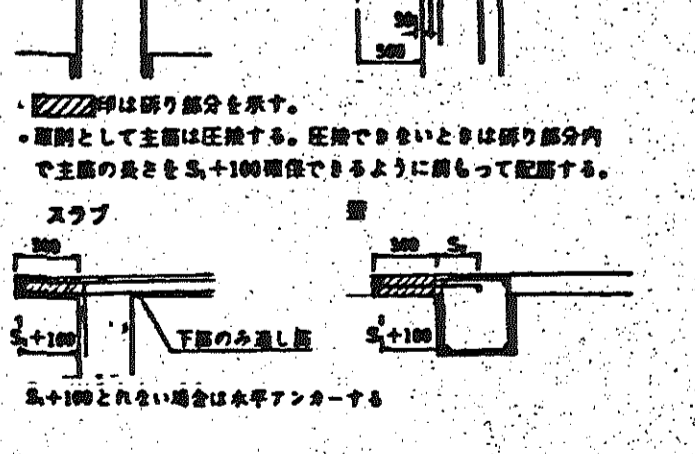 50
500
印は斫り部分を示す。
○原則として主筋は圧接する。圧接できないときは斫り部分内
で主筋の長さをS₁+100確保できるように前もって配筋する。
スラブ 壁
300 300 S₂
S₁+100 下筋のみ通し筋 S₁+100
S₁+100とれない場合は水平アンカーする